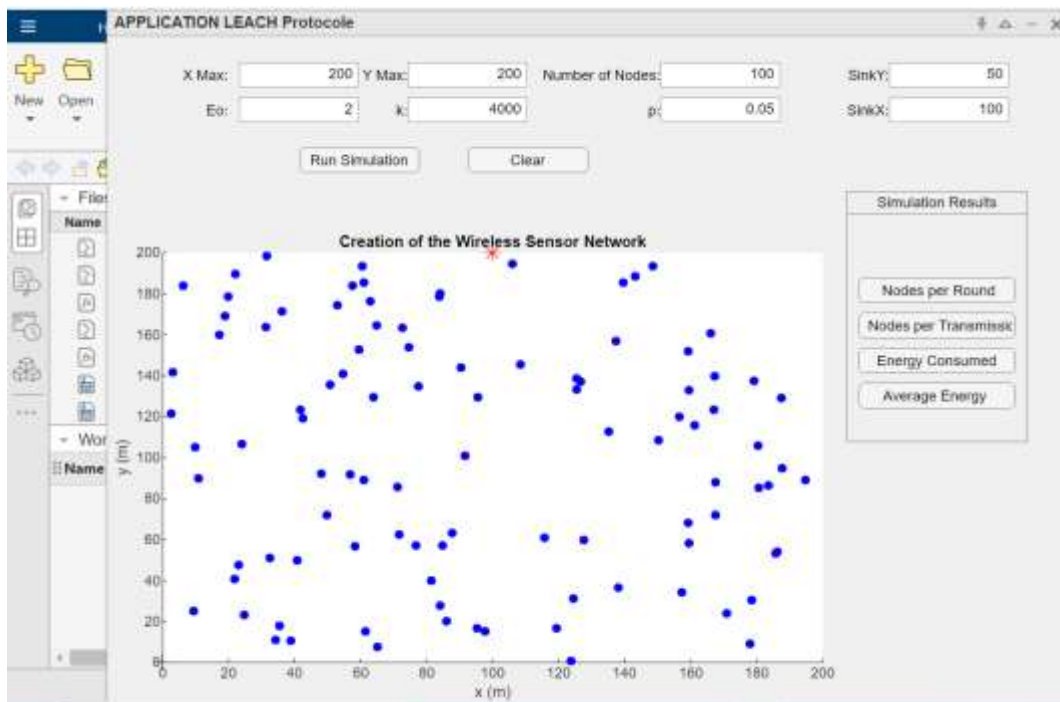 APPLICATION LEACH Protocole
X Max: 200 Y Max: 200 Number of Nodes: 100 SinkY: 50
Eo: 2 k: 4000 p: 0.05 SinkX: 100
New Open
Run Simulation Clear
Files
Name
Simulation Results
Nodes per Round
Nodes per Transmissic
Energy Consumed
Average Energy
Wor
Name
Creation of the Wireless Sensor Network
200
180
160
140
120
100
80
60
40
20
0
y (m)
0 20 40 60 80 100 120 140 160 180 200
x (m)